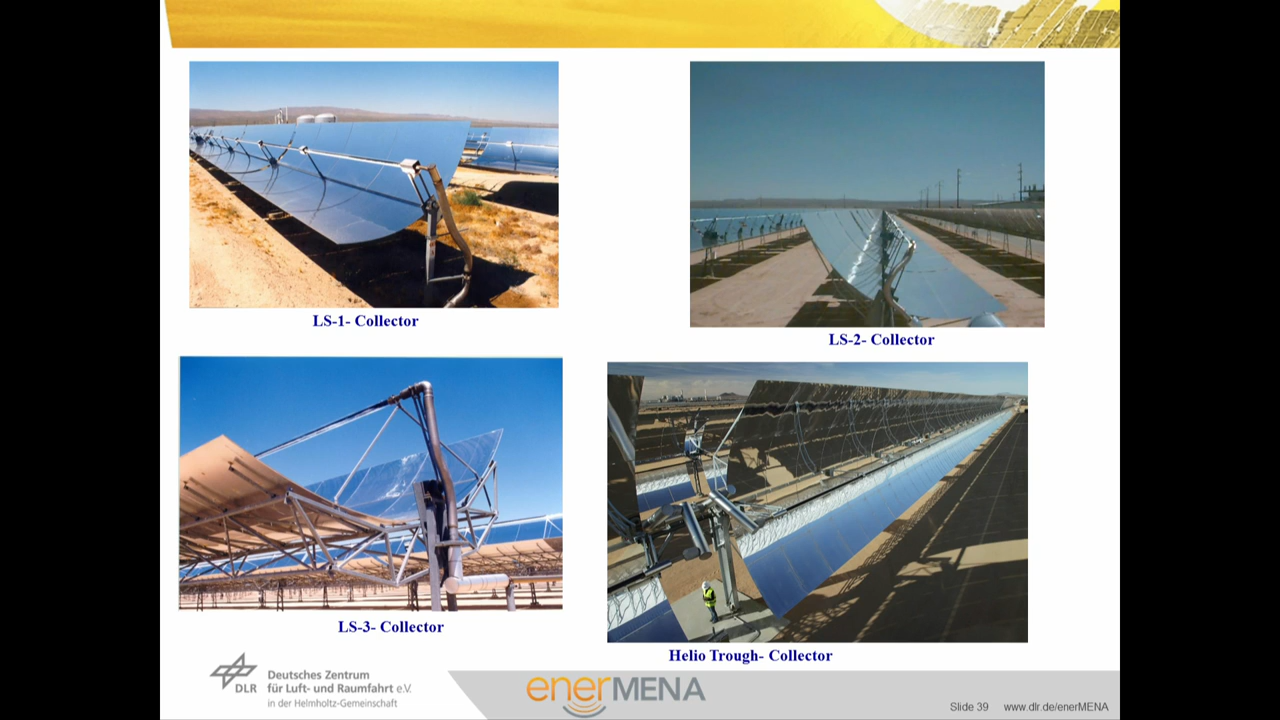 LS-1- Collector
LS-2- Collector
LS-3- Collector
Helio Trough- Collector
DLR
Deutsches Zentrum
für Luft- und Raumfahrt e.V.
in der Helmholtz-Gemeinschaft
enerMENA
Slide 39 www.dlr.de/enerMENA